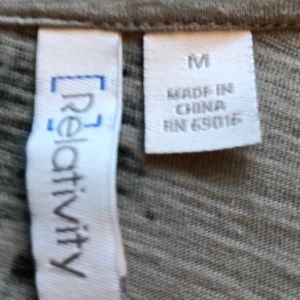 [Relativity
M
MADE IN
CHINA
RN 69016